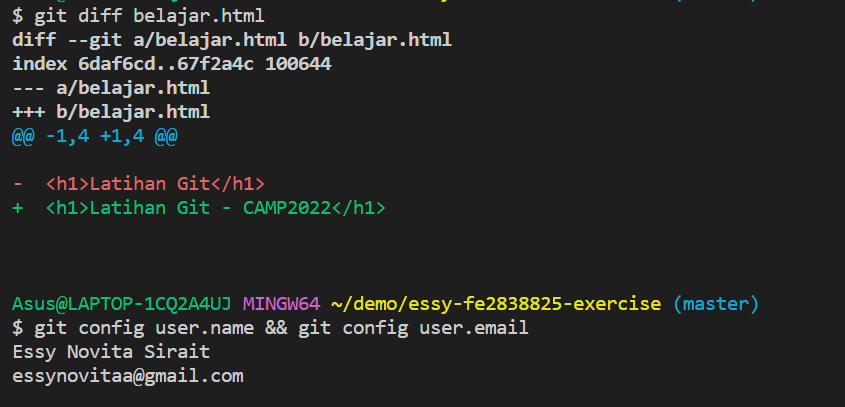 $ git diff belajar.html
diff --git a/belajar.html b/belajar.html
index 6daf6cd..67f2a4c 100644
--- a/belajar.html
+++ b/belajar.html
@@ -1,4 +1,4 @@
-  <h1>Latihan Git</h1>
+  <h1>Latihan Git - CAMP2022</h1>
Asus@LAPTOP-1CQ2A4UJ MINGW64 ~/demo/essy-fe2838825-exercise (master)
$ git config user.name && git config user.email
Essy Novita Sirait
essynovitaa@gmail.com